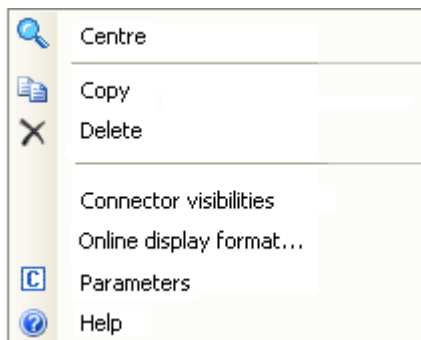 Centre
Copy
Delete
Connector visibilities
Online display format...
C Parameters
? Help